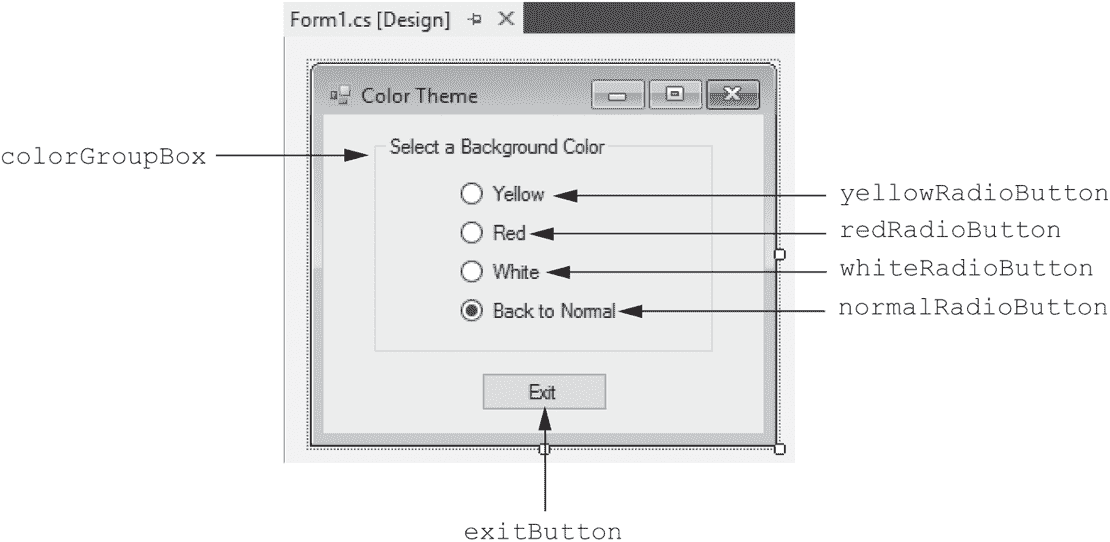 Form1.cs [Design]
Color Theme
colorGroupBox
Select a Background Color
Yellow
yellowRadioButton
Red
redRadioButton
White
whiteRadioButton
Back to Normal
normalRadioButton
Exit
exitButton